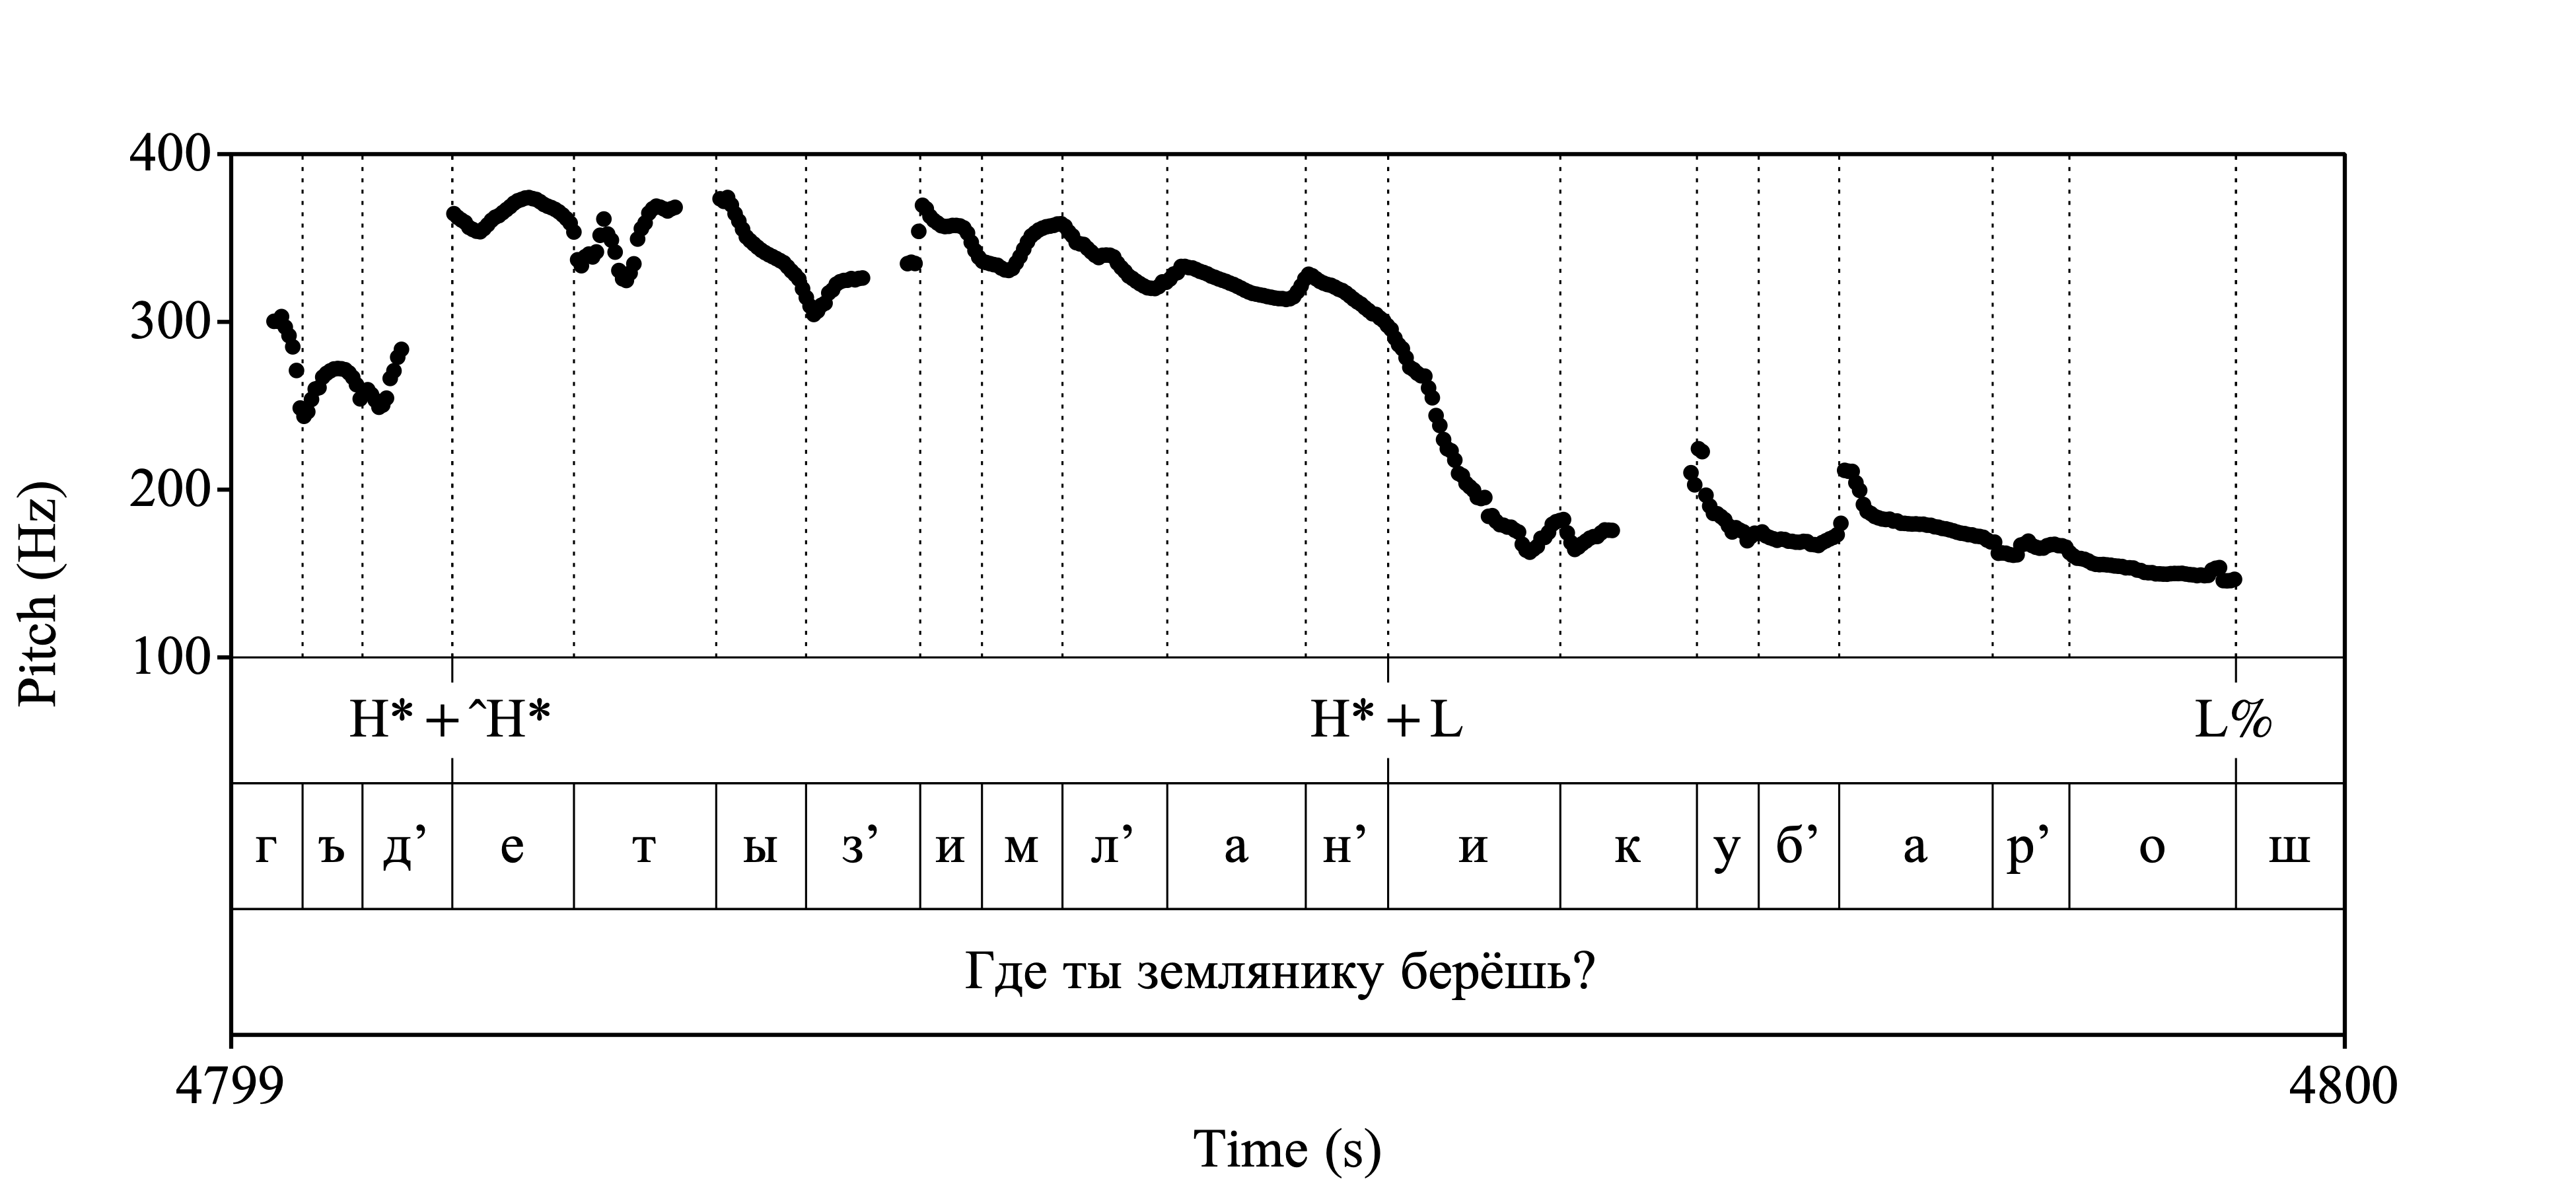 400
300
200
100
Pitch (Hz)
H* + ^H* H* + L L%
г ъ д’ е т ы з’ и м л’ а н’ и к у б’ а р’ о ш
Где ты землянику берёшь?
4799 4800
Time (s)